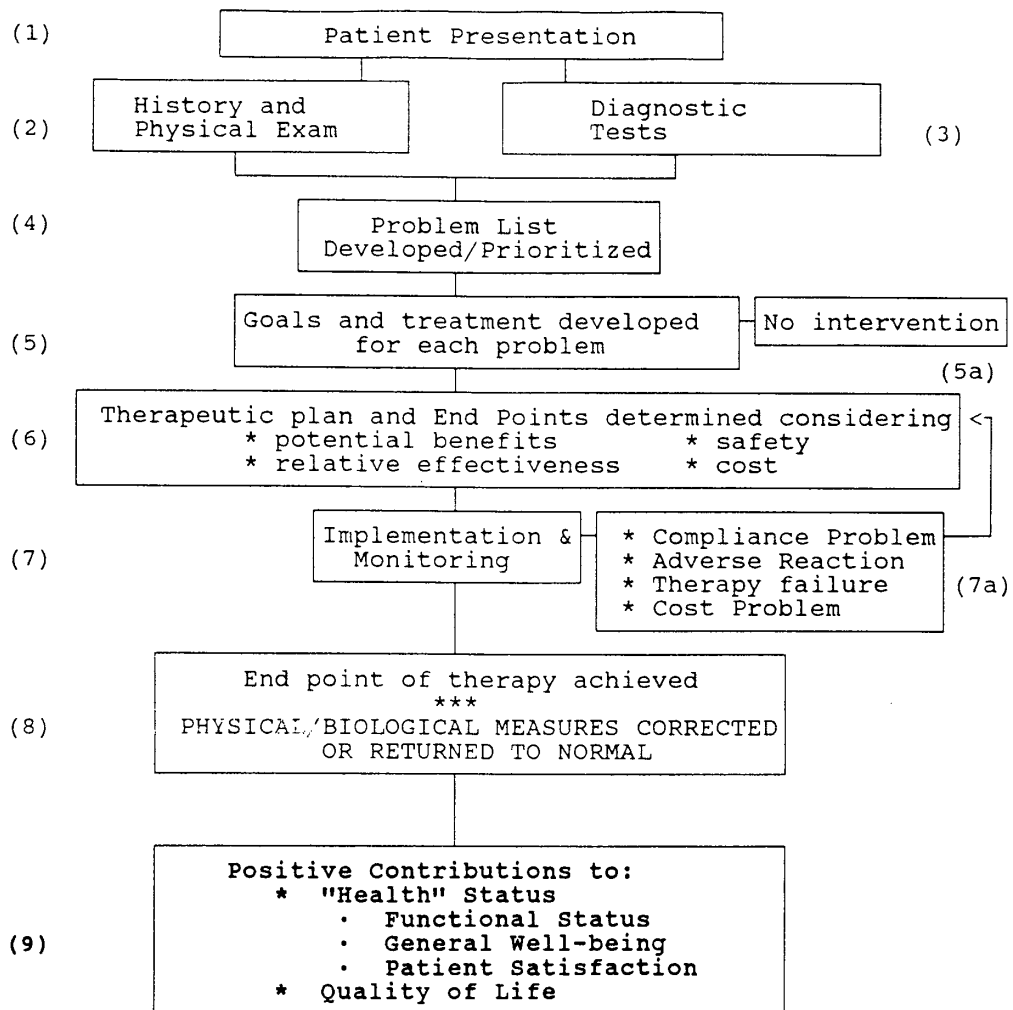 (1)
Patient Presentation
(2)
History and
Physical Exam
Diagnostic
Tests
(3)
(4)
Problem List
Developed/Prioritized
(5)
Goals and treatment developed
for each problem
No intervention
(5a)
(6)
Therapeutic plan and End Points determined considering <
* potential benefits * safety
* relative effectiveness * cost
(7)
Implementation &
Monitoring
* Compliance Problem
* Adverse Reaction
* Therapy failure
* Cost Problem
(7a)
(8)
End point of therapy achieved
***
PHYSICAL/BIOLOGICAL MEASURES CORRECTED
OR RETURNED TO NORMAL
(9)
Positive Contributions to:
* "Health" Status
· Functional Status
· General Well-being
· Patient Satisfaction
* Quality of Life